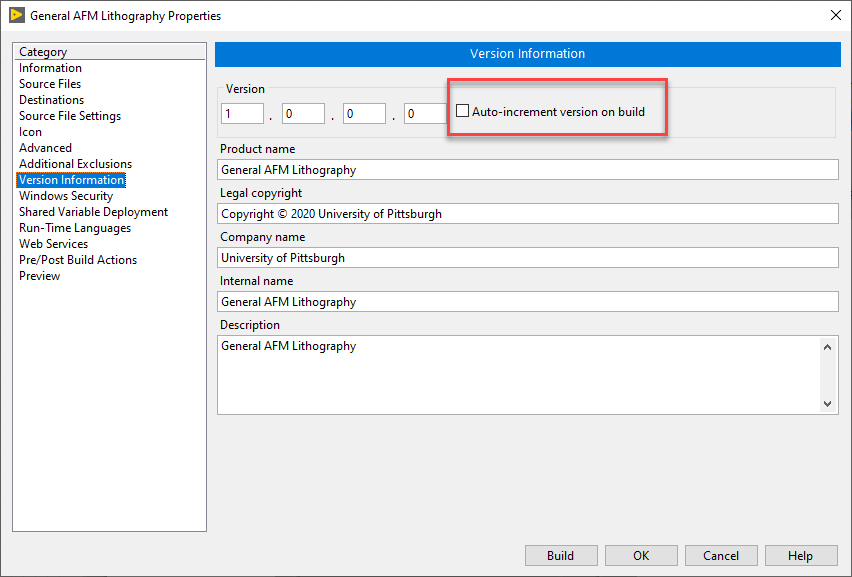 General AFM Lithography Properties
Category
Information
Source Files
Destinations
Source File Settings
Icon
Advanced
Additional Exclusions
Version Information
Windows Security
Shared Variable Deployment
Run-Time Languages
Web Services
Pre/Post Build Actions
Preview
Version Information
Version
1 . 0 . 0 . 0 Auto-increment version on build
Product name
General AFM Lithography
Legal copyright
Copyright © 2020 University of Pittsburgh
Company name
University of Pittsburgh
Internal name
General AFM Lithography
Description
General AFM Lithography
Build OK Cancel Help